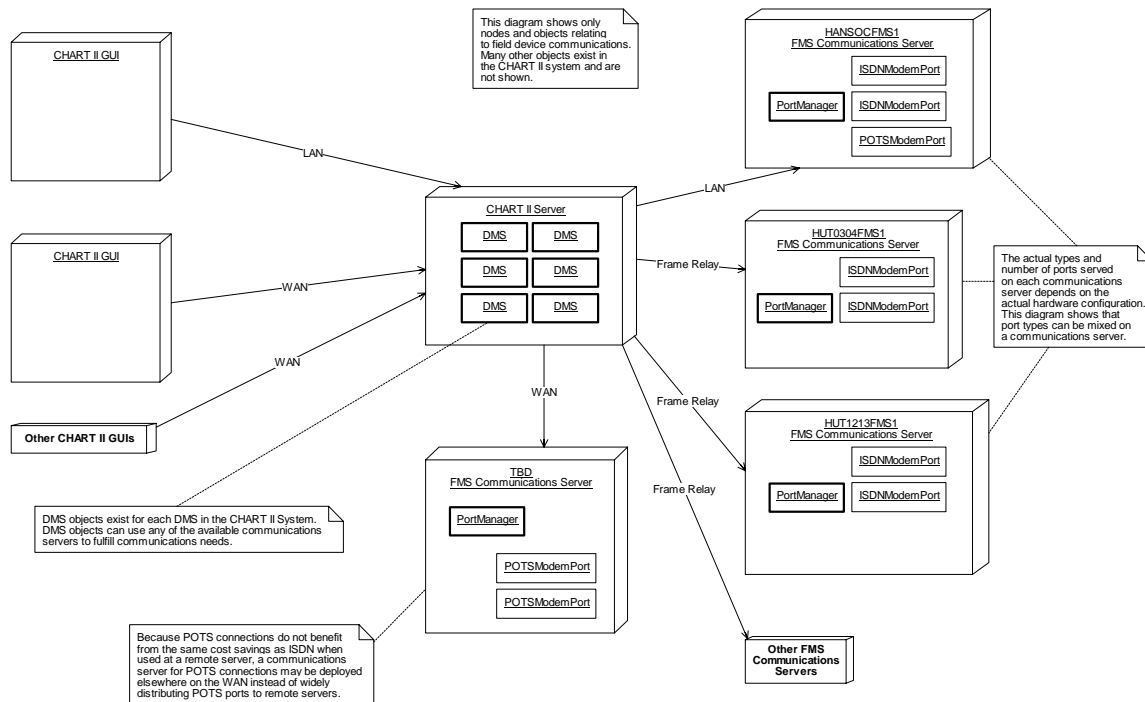 CHART II GUI
This diagram shows only
nodes and objects relating
to field device communications.
Many other objects exist in
the CHART II system and are
not shown.
HANSOCFMS1
FMS Communications Server
ISDNModemPort
PortManager
ISDNModemPort
POTSModemPort
LAN
LAN
CHART II Server
DMS
DMS
DMS
DMS
DMS
DMS
CHART II GUI
WAN
WAN
Other CHART II GUIs
Frame Relay
HUT0304FMS1
FMS Communications Server
ISDNModemPort
PortManager
ISDNModemPort
The actual types and
number of ports served
on each communications
server depends on the
actual hardware configuration.
This diagram shows that
port types can be mixed on
a communications server.
WAN
Frame Relay
HUT1213FMS1
FMS Communications Server
ISDNModemPort
PortManager
ISDNModemPort
TBD
FMS Communications Server
PortManager
POTSModemPort
POTSModemPort
Frame Relay
DMS objects exist for each DMS in the CHART II System.
DMS objects can use any of the available communications
servers to fulfill communications needs.
Because POTS connections do not benefit
from the same cost savings as ISDN when
used at a remote server, a communications
server for POTS connections may be deployed
elsewhere on the WAN instead of widely
distributing POTS ports to remote servers.
Other FMS
Communications
Servers